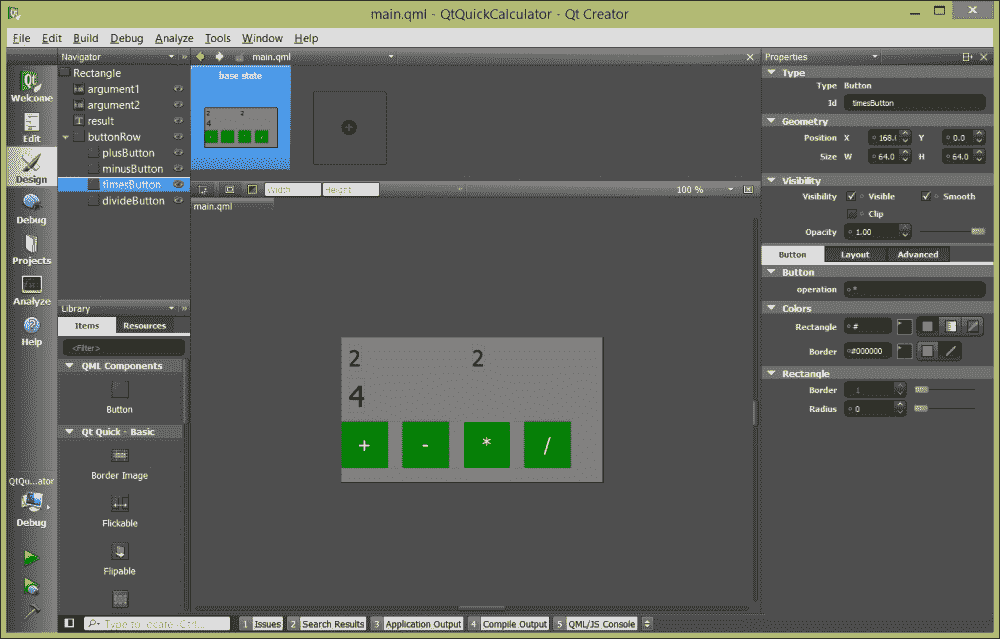 main.qml - QtQuickCalculator - Qt Creator
File Edit Build Debug Analyze Tools Window Help
Navigator
main.qml
Properties
Welcome
Edit
Design
Debug
Projects
Analyze
Help
QtQu...ator
Debug
Rectangle
argument1
argument2
result
buttonRow
plusButton
minusButton
timesButton
divideButton
Library
Items Resources
<Filter>
QML Components
Button
Qt Quick - Basic
Border Image
Flickable
Flipable
base state
2 2
4
+ - * /
Width Height 100 %
main.qml
2 2
4
+ - * /
Type
Type Button
Id timesButton
Geometry
Position X 168. Y 0.0
Size W 64.0 H 64.0
Visibility
Visibility Visible Smooth
Clip
Opacity 1.00
Button Layout Advanced
Button
operation *
Colors
Rectangle #
Border #000000
Rectangle
Border 1
Radius 0
Type to locate (Ctrl...
1 Issues 2 Search Results 3 Application Output 4 Compile Output 5 QML/JS Console